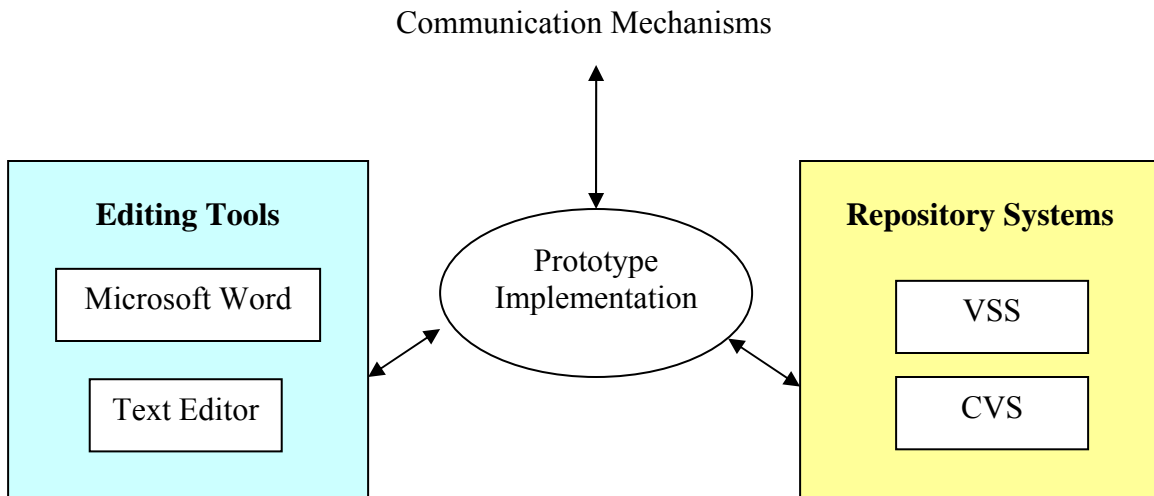 Communication Mechanisms
Editing Tools
Microsoft Word
Text Editor
Prototype
Implementation
Repository Systems
VSS
CVS